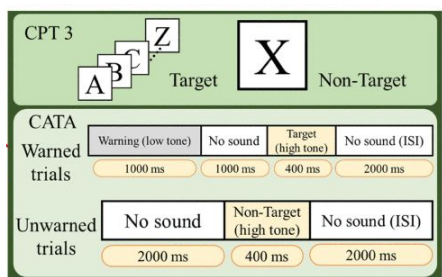 CPT 3
A
B
C
Z
Target
X
Non-Target
CATA
Warned
trials
Warning (low tone)
No sound
Target
(high tone)
No sound (ISI)
1000 ms
1000 ms
400 ms
2000 ms
Unwarned
trials
No sound
Non-Target
(high tone)
No sound (ISI)
2000 ms
400 ms
2000 ms